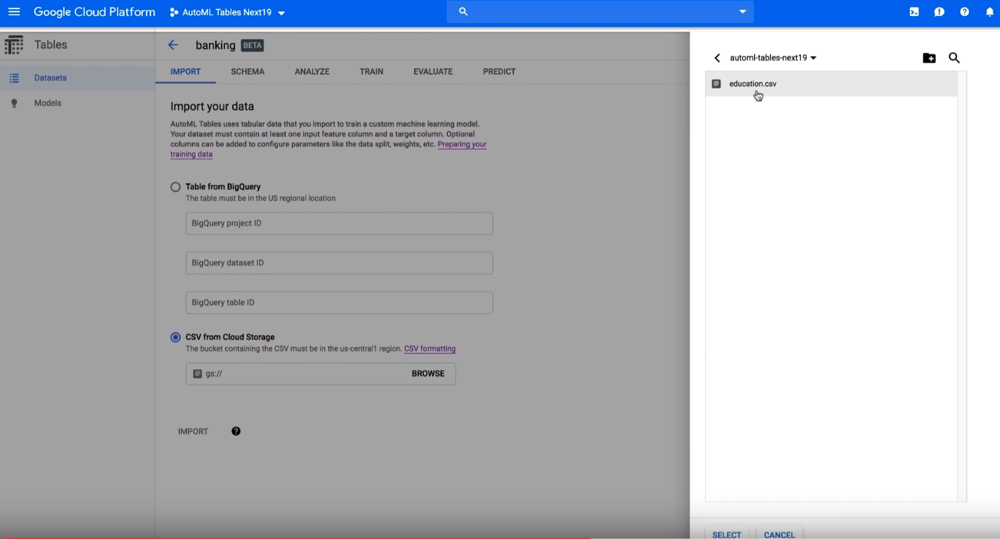 Google Cloud Platform
AutoML Tables Next19
Tables
Datasets
Models
banking BETA
IMPORT SCHEMA ANALYZE TRAIN EVALUATE PREDICT
Import your data
AutoML Tables uses tabular data that you import to train a custom machine learning model.
Your dataset must contain at least one input feature column and a target column. Optional
columns can be added to configure parameters like the data split, weights, etc. Preparing your
training data
Table from BigQuery
The table must be in the US regional location
BigQuery project ID
BigQuery dataset ID
BigQuery table ID
CSV from Cloud Storage
The bucket containing the CSV must be in the us-central1 region. CSV formatting
gs:// BROWSE
IMPORT
automl-tables-next19
education.csv
SELECT CANCEL